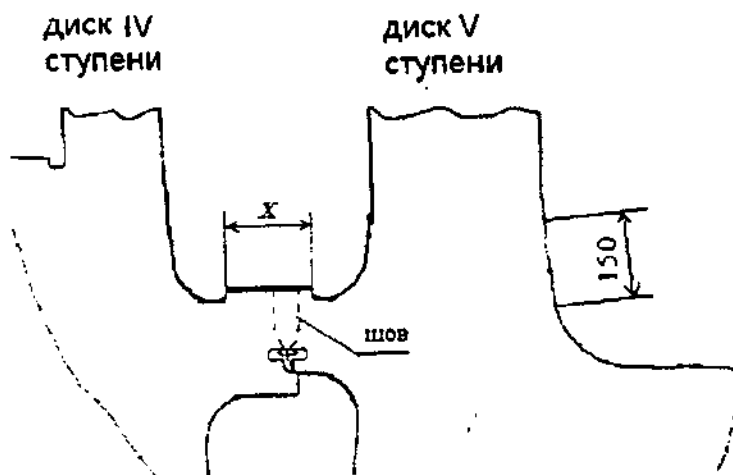 диск IV
ступени
диск V
ступени
X
150
шов